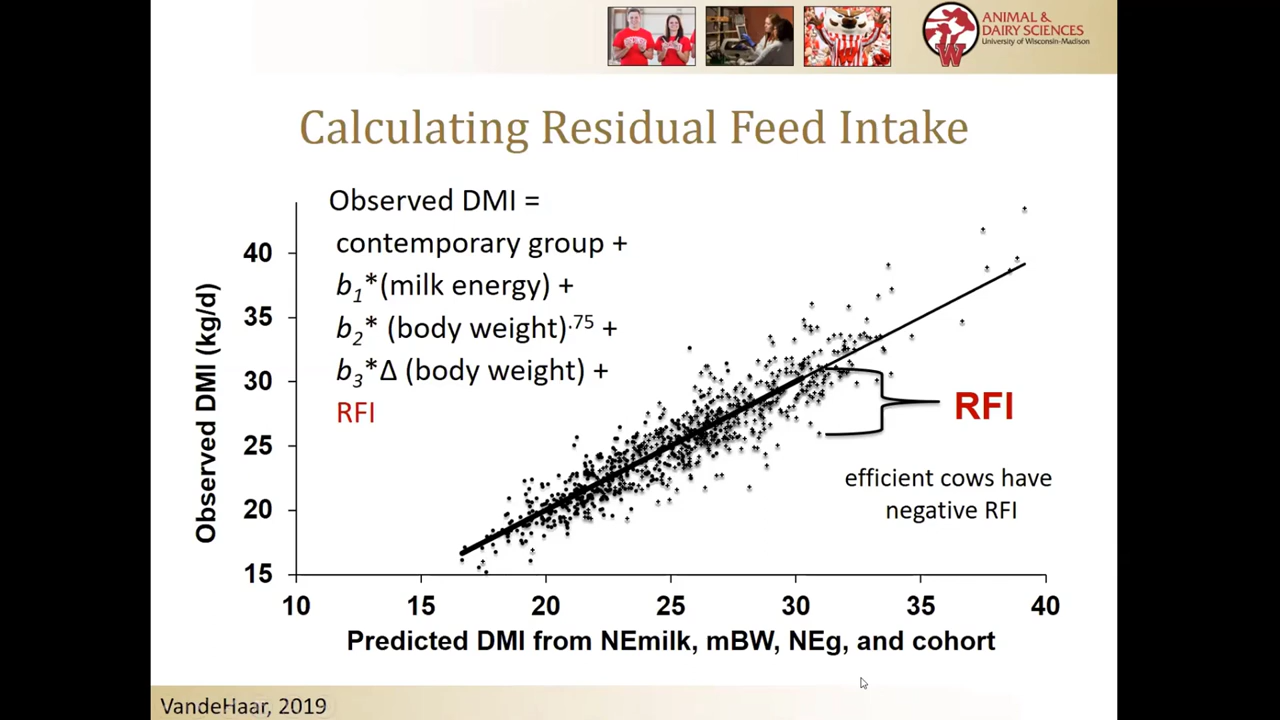 ANIMAL &
DAIRY SCIENCES
University of Wisconsin-Madison
W
Calculating Residual Feed Intake
Observed DMI =
contemporary group +
b1*(milk energy) +
b2* (body weight).75 +
b3*Δ (body weight) +
RFI
Observed DMI (kg/d)
40
35
30
25
20
15
RFI
efficient cows have
negative RFI
10 15 20 25 30 35 40
Predicted DMI from NEmilk, mBW, NEg, and cohort
VandeHaar, 2019